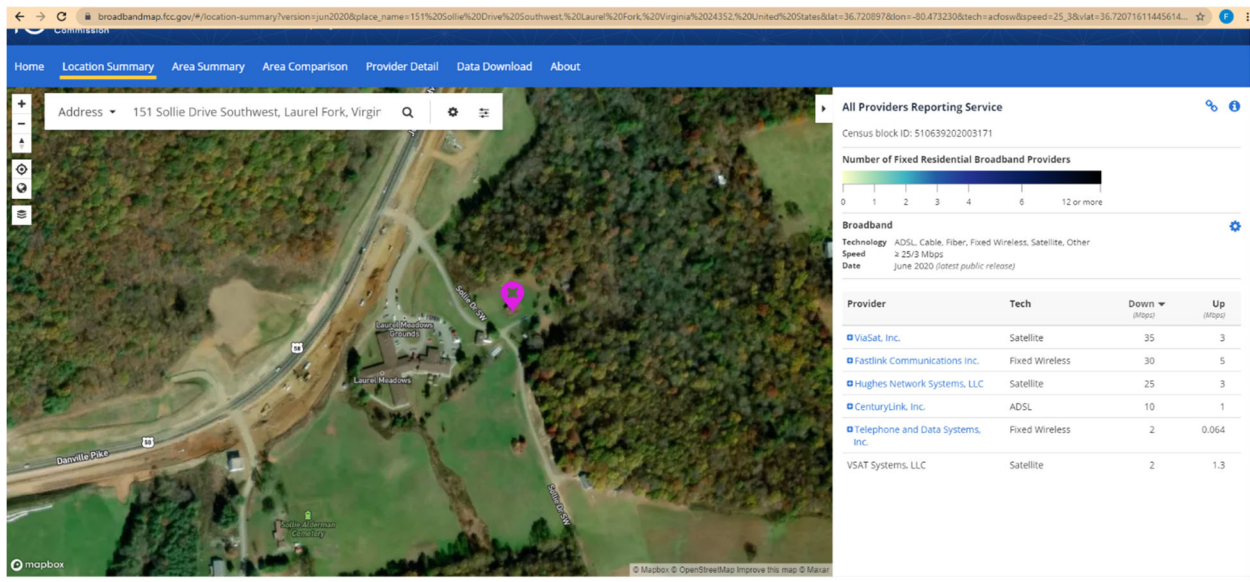 broadbandmap.fcc.gov/#/location-summary?version=jun2020&place_name=151%20Sollie%20Drive%20Southwest,%20Laurel%20Fork,%20Virginia%2024352,%20United%20States&lat=36.720897&lon=-80.473230&tech=acfosw&speed=25_3&vlat=36.72071611445614...
F
Commission
Home Location Summary Area Summary Area Comparison Provider Detail Data Download About
Address 151 Sollie Drive Southwest, Laurel Fork, Virgir
Sollie Dr SW
Laurel Meadows
Grounds
58
Laurel Meadows
58
Danville Pike
Sollie Dr SW
Sollie Alderman
Cemetery
mapbox
© Mapbox © OpenStreetMap Improve this map © Maxar
All Providers Reporting Service
Census block ID: 510639202003171
Number of Fixed Residential Broadband Providers
0 1 2 3 4 6 12 or more
Broadband
Technology ADSL, Cable, Fiber, Fixed Wireless, Satellite, Other
Speed ≥ 25/3 Mbps
Date June 2020 (latest public release)
Provider Tech Down Up
(Mbps) (Mbps)
ViaSat, Inc. Satellite 35 3
Fastlink Communications Inc. Fixed Wireless 30 5
Hughes Network Systems, LLC Satellite 25 3
CenturyLink, Inc. ADSL 10 1
Telephone and Data Systems, Fixed Wireless 2 0.064
Inc.
VSAT Systems, LLC Satellite 2 1.3